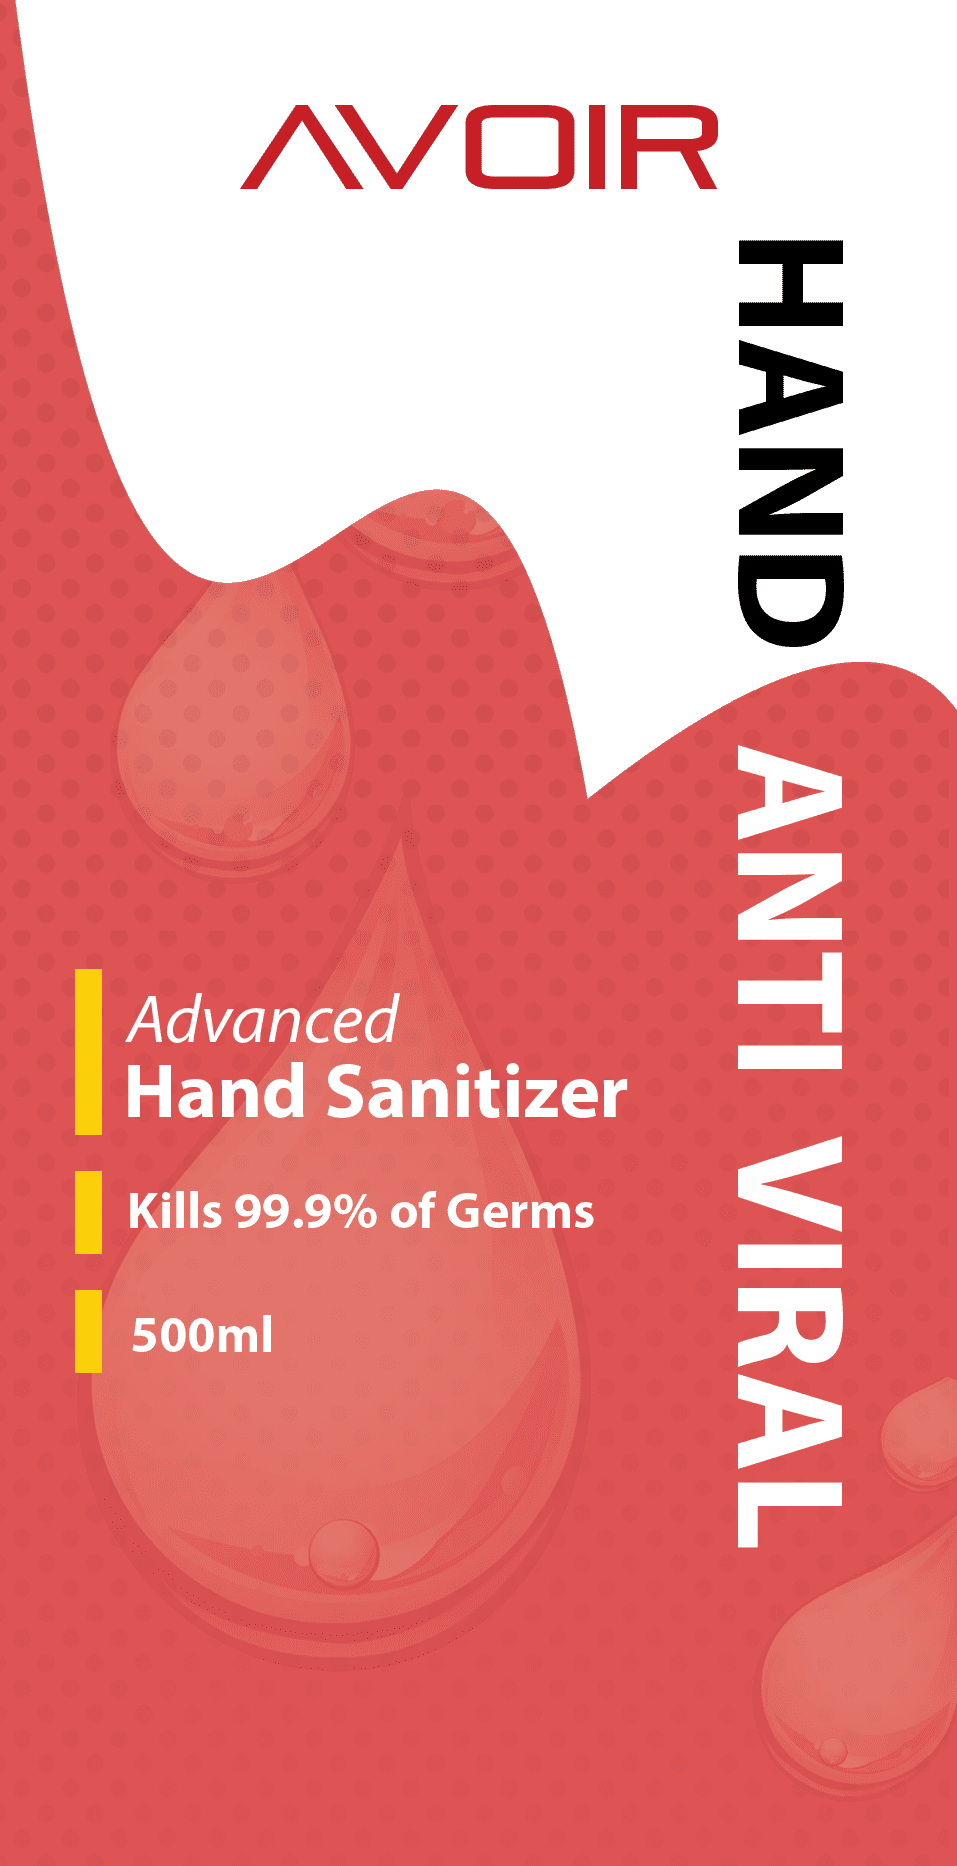 AVOIR
HAND ANTI VIRAL
Advanced
Hand Sanitizer
Kills 99.9% of Germs
500ml